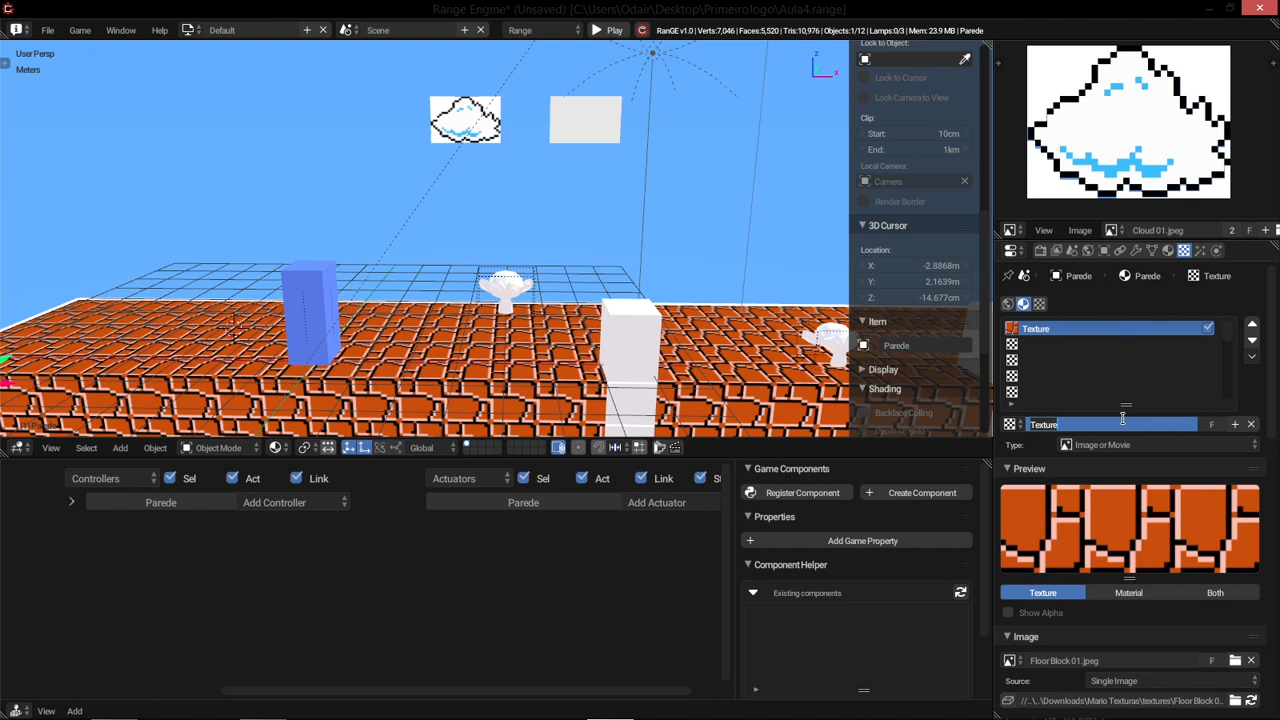 Range Engine* (Unsaved) [C:\Users\Odair\Desktop\PrimeiroJogo\Aula4.range]
File Game Window Help Default Scene Range Play RanGE v1.0 | Verts:7,046 | Faces:5,520 | Tris:10,976 | Objects:1/12 | Lamps:0/3 | Mem: 23.9 MB | Parede
User Persp
Meters
z
x
Lock to Object:
Lock to Cursor
Lock Camera to View
Clip:
Start: 10cm
End: 1km
Local Camera:
Camera
Render Border
3D Cursor
Location:
X: -2.8868m
Y: 2.1639m
Z: -14.677cm
Item
Parede
Display
Shading
Backface Culling
View Select Add Object Object Mode Global
View Image Cloud 01.jpeg 2 F
Parede Parede Texture
Texture
Texture F
Type: Image or Movie
Preview
Texture Material Both
Show Alpha
Image
Floor Block 01.jpeg F
Source: Single Image
//..\..\Downloads\Mario Texturas\textures\Floor Block 0..
Controllers Sel Act Link Actuators Sel Act Link St
Parede Add Controller Parede Add Actuator
Game Components
Register Component Create Component
Properties
Add Game Property
Component Helper
Existing components
View Add